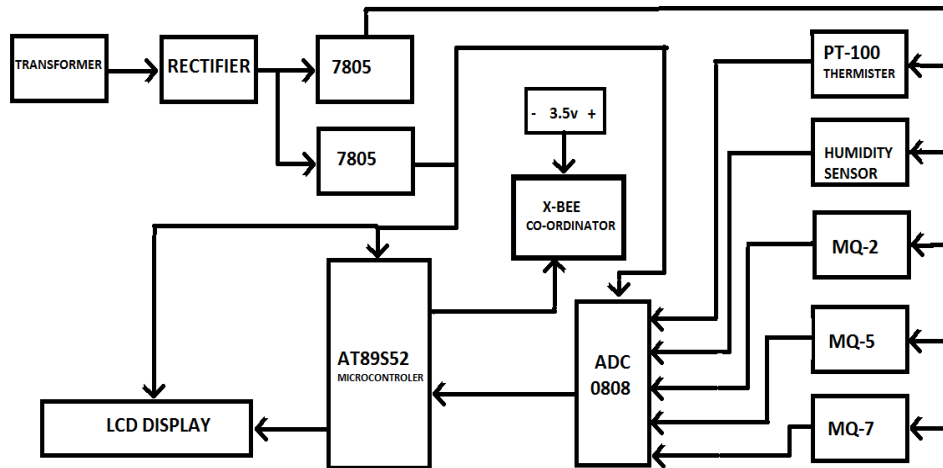 TRANSFORMER
RECTIFIER
7805
7805
- 3.5v +
X-BEE
CO-ORDINATOR
PT-100
THERMISTER
HUMIDITY
SENSOR
MQ-2
MQ-5
MQ-7
AT89S52
MICROCONTROLER
ADC
0808
LCD DISPLAY